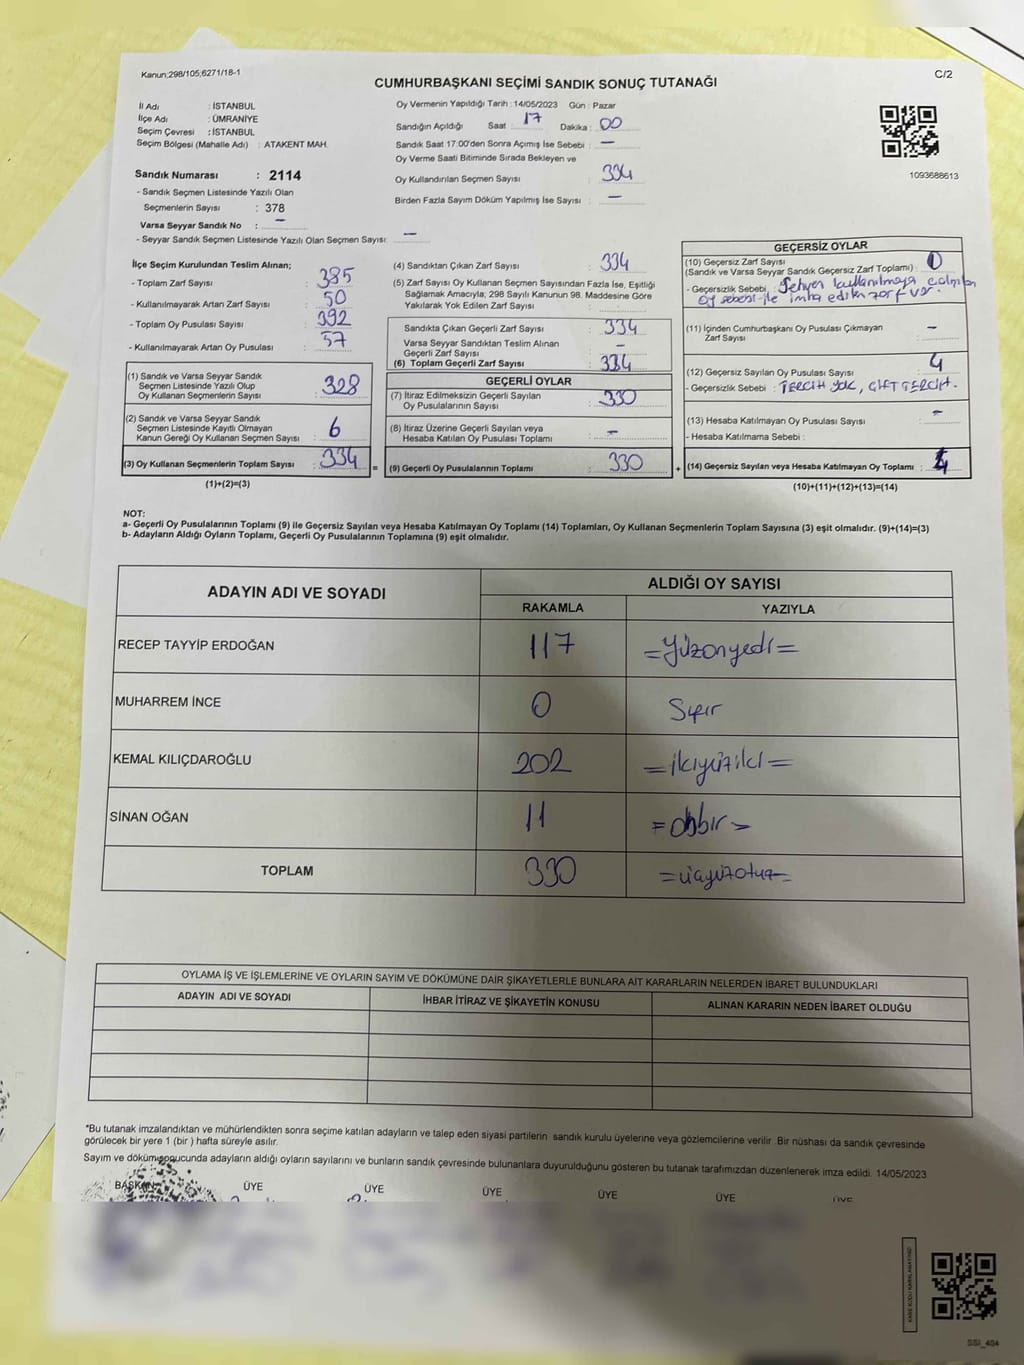 Kanun;298/105;6271/18-1
C/2
CUMHURBAŞKANI SEÇİMİ SANDIK SONUÇ TUTANAĞI
İl Adı : İSTANBUL
İlçe Adı : ÜMRANİYE
Seçim Çevresi : İSTANBUL
Seçim Bölgesi (Mahalle Adı) : ATAKENT MAH.
Sandık Numarası : 2114
- Sandık Seçmen Listesinde Yazılı Olan
Seçmenlerin Sayısı : 378
Varsa Seyyar Sandık No : –
- Seyyar Sandık Seçmen Listesinde Yazılı Olan Seçmen Sayısı: –
Oy Vermenin Yapıldığı Tarih :14/05/2023 Gün : Pazar
Sandığın Açıldığı Saat : 17 Dakika : 00
Sandık Saat 17:00'den Sonra Açımış İse Sebebi : –
Oy Verme Saati Bitiminde Sırada Bekleyen ve
Oy Kullandırılan Seçmen Sayısı : 334
Birden Fazla Sayım Döküm Yapılmış İse Sayısı : –
1093688613
İlçe Seçim Kurulundan Teslim Alınan;
- Toplam Zarf Sayısı : 385
- Kullanılmayarak Artan Zarf Sayısı : 50
- Toplam Oy Pusulası Sayısı : 392
- Kullanılmayarak Artan Oy Pusulası : 57
(1) Sandık ve Varsa Seyyar Sandık
Seçmen Listesinde Yazılı Olup
Oy Kullanan Seçmenlerin Sayısı : 328
(2) Sandık ve Varsa Seyyar Sandık
Seçmen Listesinde Kayıtlı Olmayan
Kanun Gereği Oy Kullanan Seçmen Sayısı : 6
(3) Oy Kullanan Seçmenlerin Toplam Sayısı : 334 =
(1)+(2)=(3)
(4) Sandıktan Çıkan Zarf Sayısı : 334
(5) Zarf Sayısı Oy Kullanan Seçmen Sayısından Fazla İse, Eşitliği
Sağlamak Amacıyla; 298 Sayılı Kanunun 98. Maddesine Göre
Yakılarak Yok Edilen Zarf Sayısı :
Sandıkta Çıkan Geçerli Zarf Sayısı : 334
Varsa Seyyar Sandıktan Teslim Alınan
Geçerli Zarf Sayısı : –
(6) Toplam Geçerli Zarf Sayısı : 334
GEÇERLİ OYLAR
(7) İtiraz Edilmeksizin Geçerli Sayılan
Oy Pusulalarının Sayısı : 330
(8) İtiraz Üzerine Geçerli Sayılan veya
Hesaba Katılan Oy Pusulası Toplamı : –
(9) Geçerli Oy Pusulalarının Toplamı : 330 +
GEÇERSİZ OYLAR
(10) Geçersiz Zarf Sayısı
(Sandık ve Varsa Seyyar Sandık Geçersiz Zarf Toplamı) :
- Geçersizlik Sebebi : Sehven kullanılmaya çalışılan
oy sebebi ile imha edilen zarf var.
(11) İçinden Cumhurbaşkanı Oy Pusulası Çıkmayan
Zarf Sayısı : –
(12) Geçersiz Sayılan Oy Pusulası Sayısı : 4
- Geçersizlik Sebebi : TERCİH YOK, ÇİFT TERCİH.
(13) Hesaba Katılmayan Oy Pusulası Sayısı : –
- Hesaba Katılmama Sebebi :
(14) Geçersiz Sayılan veya Hesaba Katılmayan Oy Toplamı : 4
(10)+(11)+(12)+(13)=(14)
NOT:
a- Geçerli Oy Pusulalarının Toplamı (9) ile Geçersiz Sayılan veya Hesaba Katılmayan Oy Toplamı (14) Toplamları, Oy Kullanan Seçmenlerin Toplam Sayısına (3) eşit olmalıdır. (9)+(14)=(3)
b- Adayların Aldığı Oyların Toplamı, Geçerli Oy Pusulalarının Toplamına (9) eşit olmalıdır.
ADAYIN ADI VE SOYADI
ALDIĞI OY SAYISI
RAKAMLA YAZIYLA
RECEP TAYYİP ERDOĞAN 117 =Yüzonyedi=
MUHARREM İNCE 0 Sıfır
KEMAL KILIÇDAROĞLU 202 =ikiyüziki=
SİNAN OĞAN 11 =Onbir=
TOPLAM 330 =üçyüzotuz=
OYLAMA İŞ VE İŞLEMLERİNE VE OYLARIN SAYIM VE DÖKÜMÜNE DAİR ŞİKAYETLERLE BUNLARA AİT KARARLARIN NELERDEN İBARET BULUNDUKLARI
ADAYIN ADI VE SOYADI İHBAR İTİRAZ VE ŞİKAYETİN KONUSU ALINAN KARARIN NEDEN İBARET OLDUĞU
*Bu tutanak imzalandıktan ve mühürlendikten sonra seçime katılan adayların ve talep eden siyasi partilerin sandık kurulu üyelerine veya gözlemcilerine verilir. Bir nüshası da sandık çevresinde
görülecek bir yere 1 (bir ) hafta süreyle asılır.
Sayım ve döküm sonucunda adayların aldığı oyların sayılarını ve bunların sandık çevresinde bulunanlara duyurulduğunu gösteren bu tutanak tarafımızdan düzenlenerek imza edildi. 14/05/2023
BAŞKAN ÜYE ÜYE ÜYE ÜYE ÜYE ÜYE
SSI_404